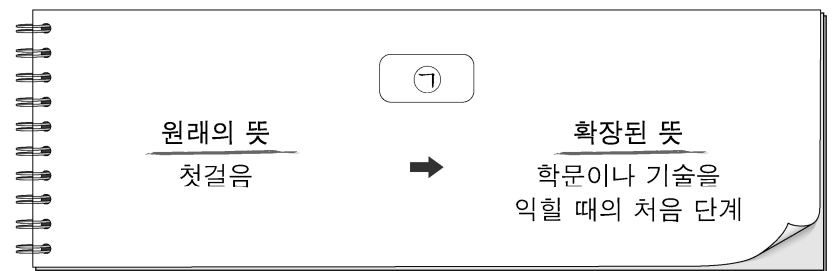 ㉠
원래의 뜻
확장된 뜻
첫걸음
학문이나 기술을
익힐 때의 처음 단계